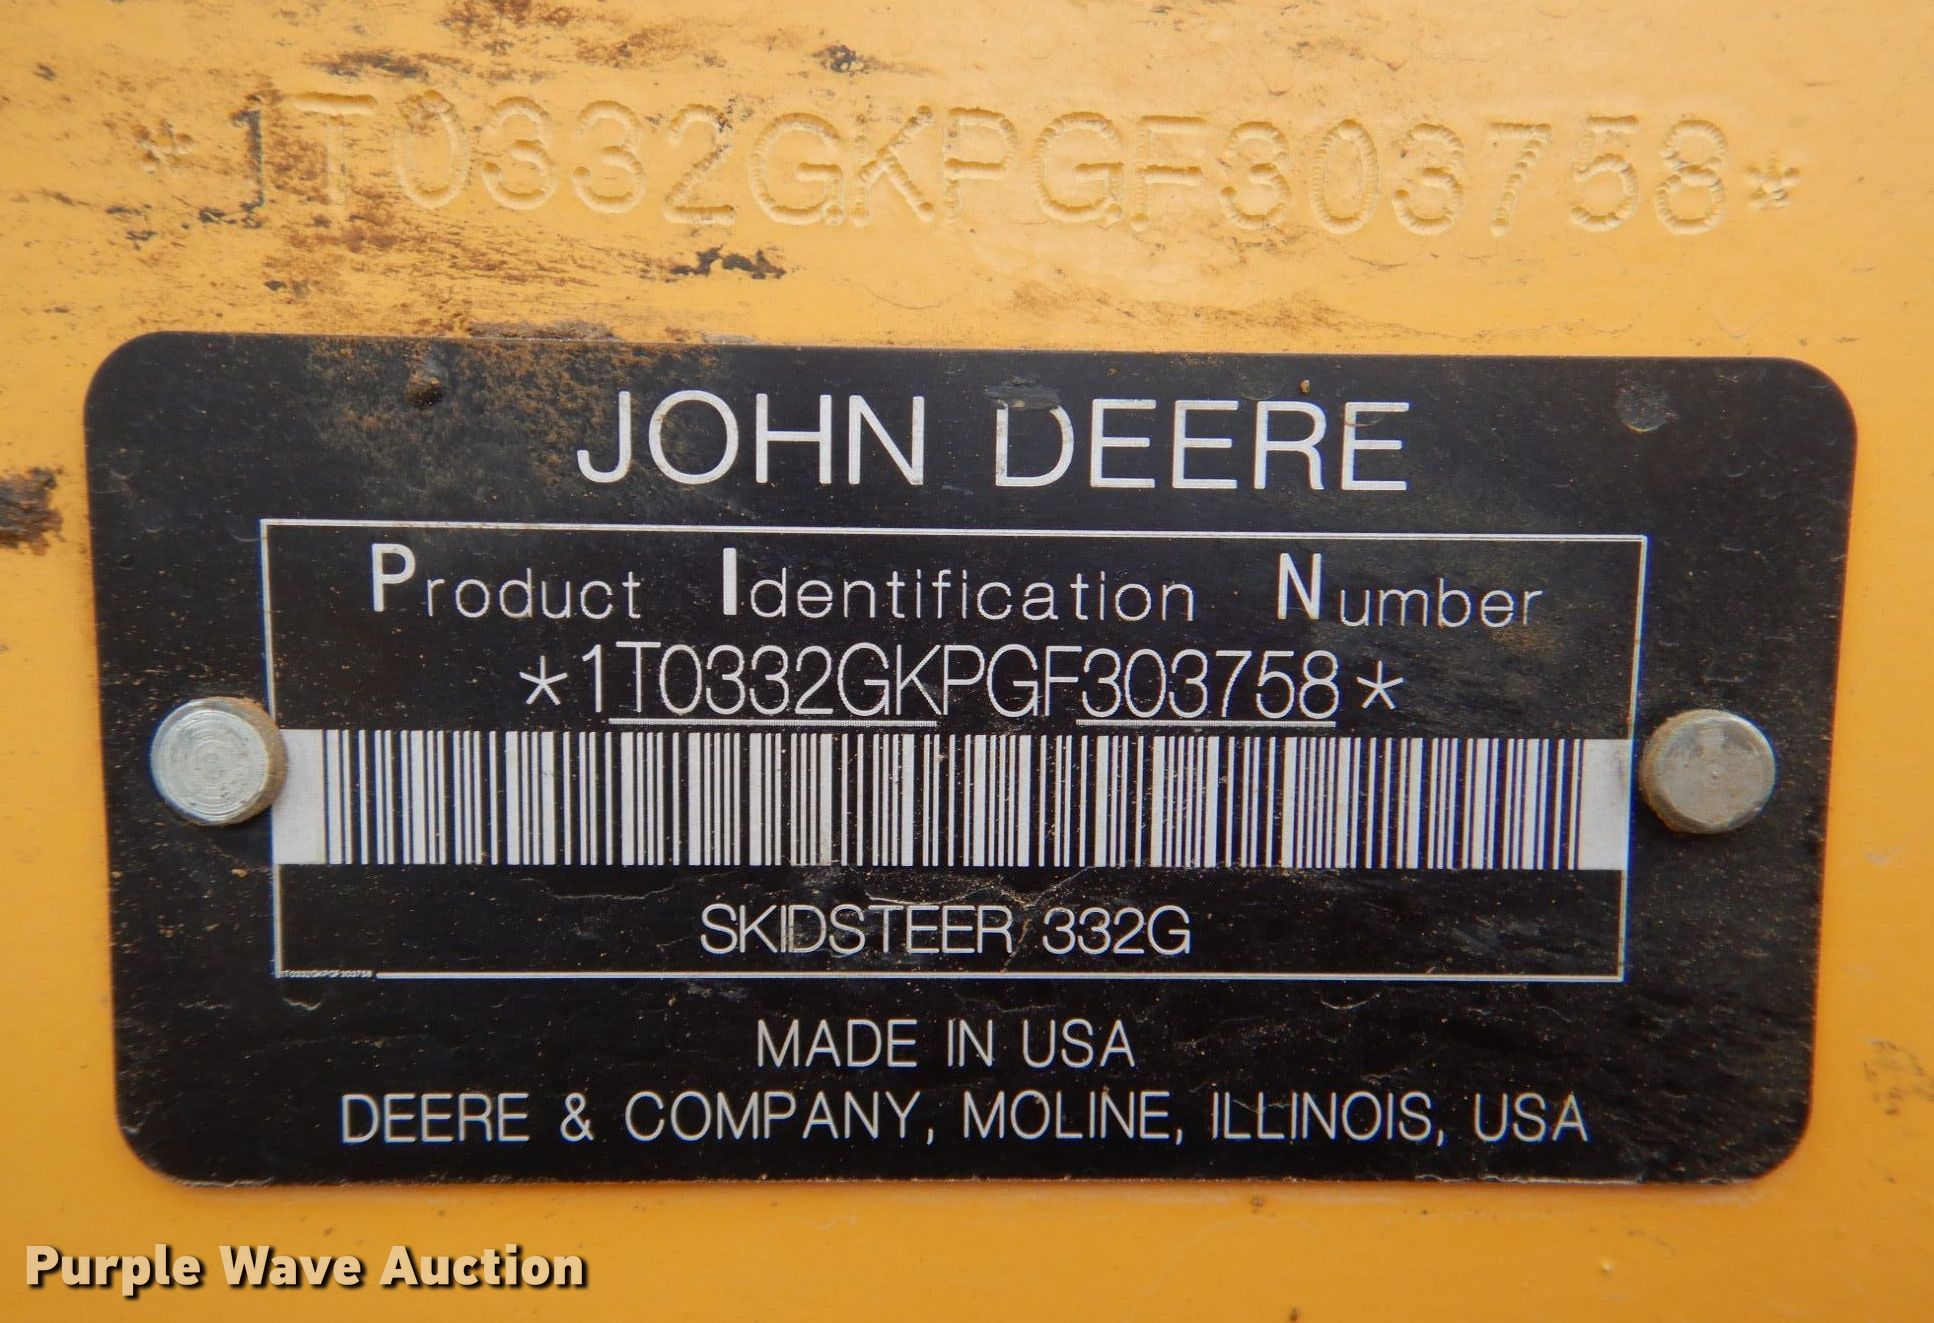 *1T0332GKPGF303758*
JOHN DEERE
Product Identification Number
*1T0332GKPGF303758*
SKIDSTEER 332G
1T0332GKPGF303758
MADE IN USA
DEERE & COMPANY, MOLINE, ILLINOIS, USA
Purple Wave Auction